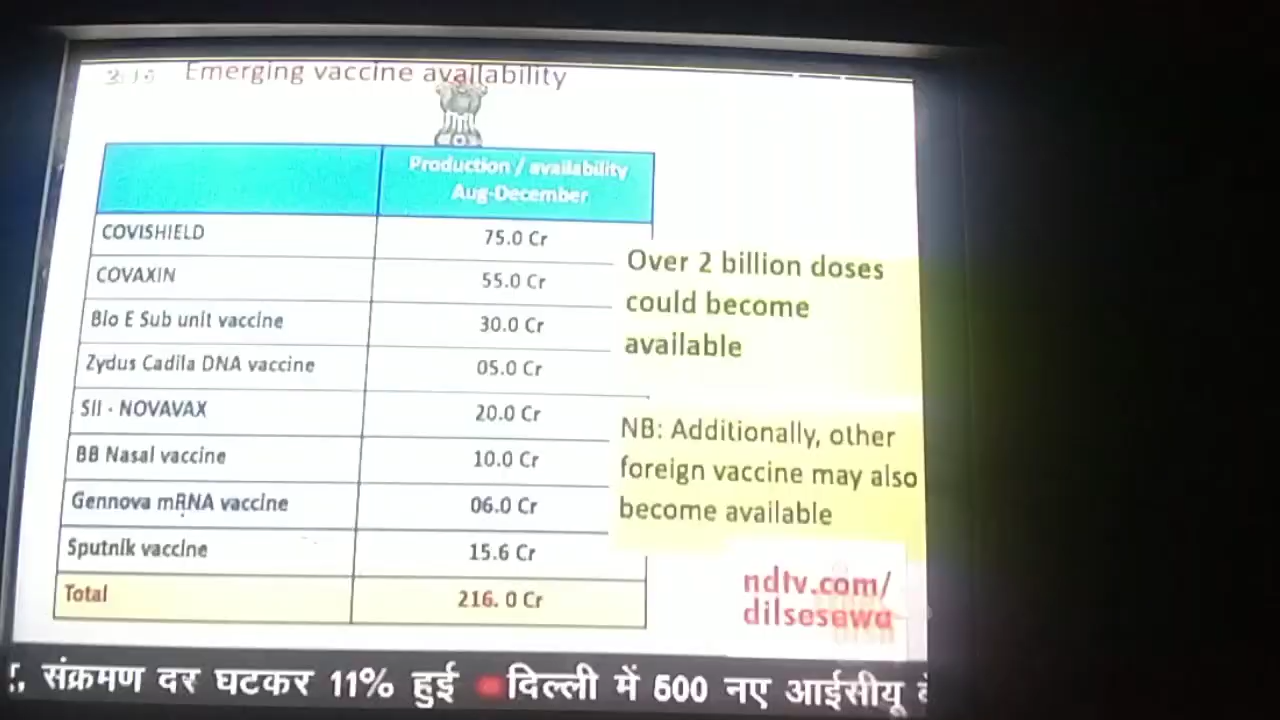 Emerging vaccine availability
Production / availability
Aug-December
COVISHIELD 75.0 Cr
COVAXIN 55.0 Cr
Bio E Sub unit vaccine 30.0 Cr
Zydus Cadila DNA vaccine 05.0 Cr
SII - NOVAVAX 20.0 Cr
BB Nasal vaccine 10.0 Cr
Gennova mRNA vaccine 06.0 Cr
Sputnik vaccine 15.6 Cr
Total 216. 0 Cr
Over 2 billion doses
could become
available
NB: Additionally, other
foreign vaccine may also
become available
ndtv.com/
dilsesewa
संक्रमण दर घटकर 11% हुई दिल्ली में 500 नए आईसीयू